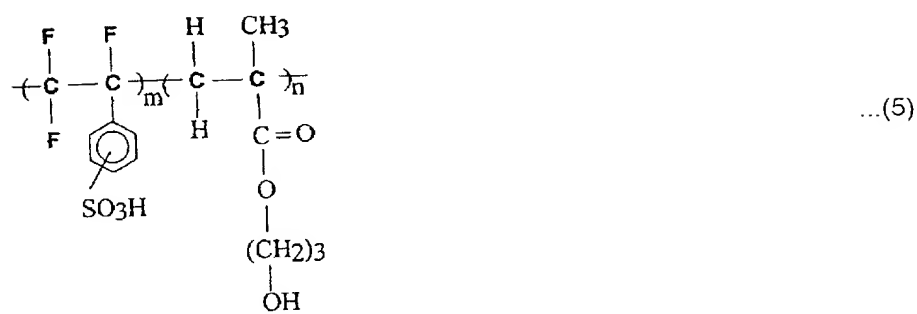 F F H CH3
-( C — C )m( C — C )n
F H C=O
...(5)
SO3H O
(CH2)3
OH